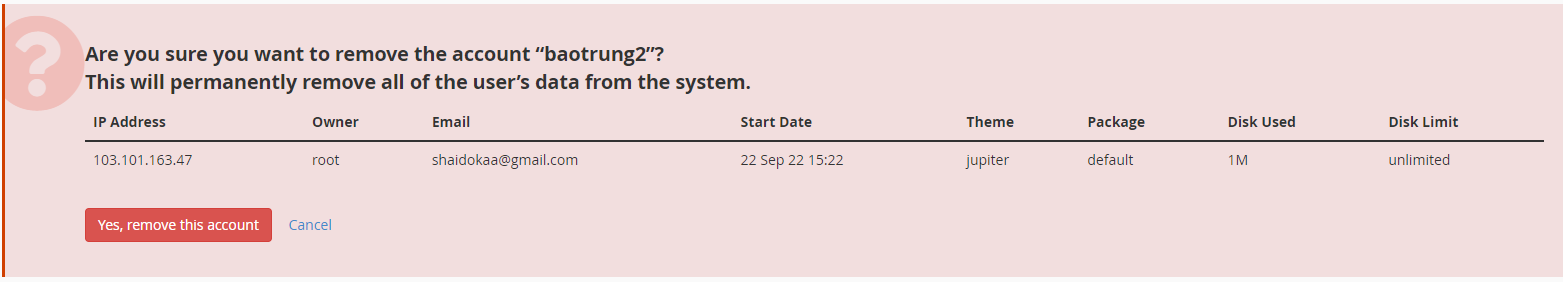 ?
Are you sure you want to remove the account “baotrung2”?
This will permanently remove all of the user’s data from the system.
IP Address Owner Email Start Date Theme Package Disk Used Disk Limit
103.101.163.47 root shaidokaa@gmail.com 22 Sep 22 15:22 jupiter default 1M unlimited
Yes, remove this account Cancel